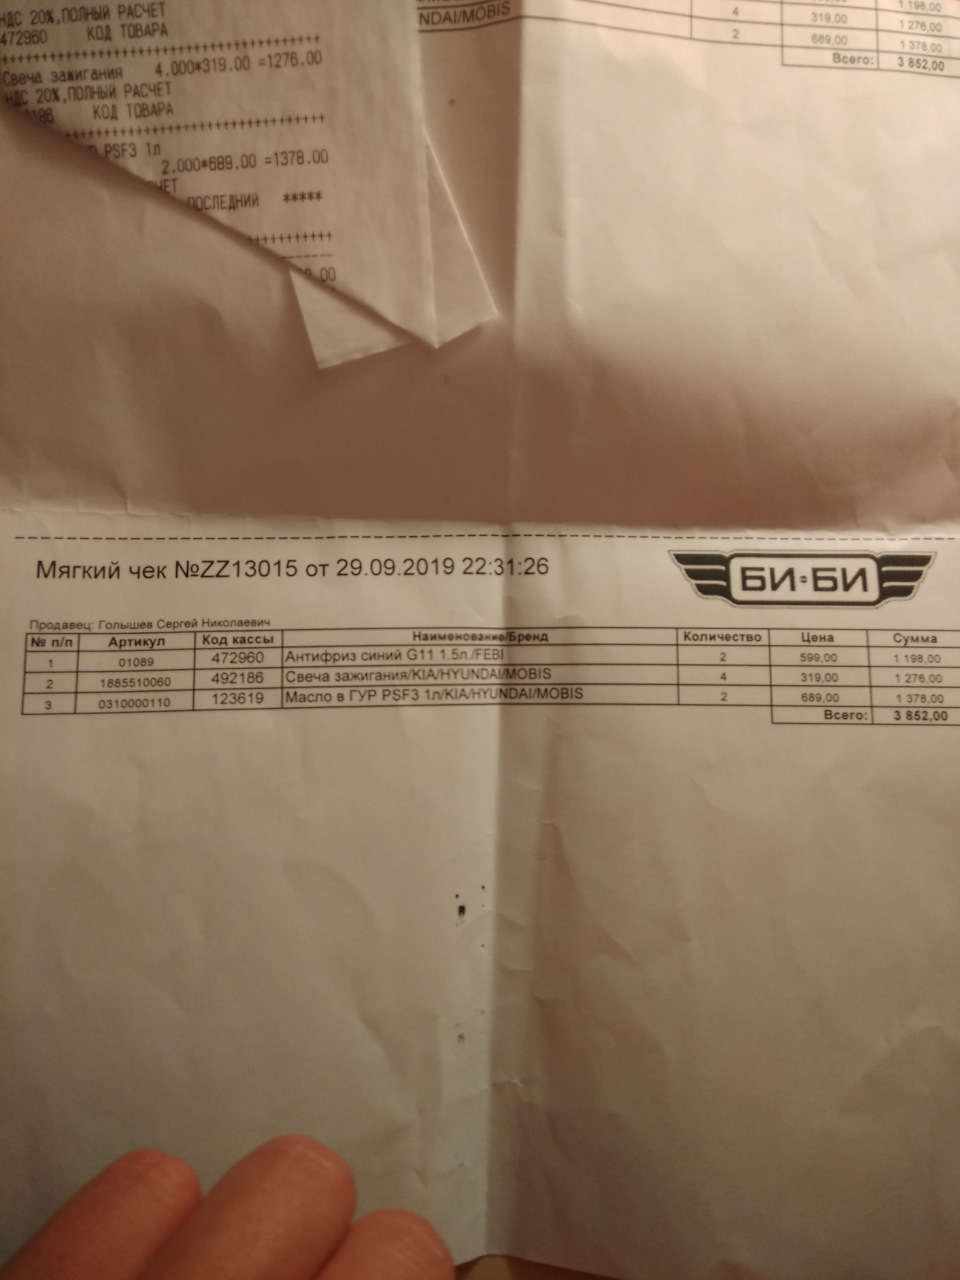 НДС 20%,ПОЛНЫЙ РАСЧЕТ
472960 КОД ТОВАРА
Свеча зажигания 4.000*319.00 =1276.00
НДС 20%,ПОЛНЫЙ РАСЧЕТ
КОД ТОВАРА
PSF3 1л
2.000*689.00 =1378.00
ПОСЛЕДНИЙ *****
NDAI/MOBIS
1 198,00
4 319,00 1 276,00
2 689,00 1 378,00
Всего: 3 852,00
Мягкий чек №ZZ13015 от 29.09.2019 22:31:26
БИ-БИ
Продавец: Голышев Сергей Николаевич
№ п/п Артикул Код кассы Наименование/Бренд Количество Цена Сумма
1 01089 472960 Антифриз синий G11 1.5л./FEBI 2 599,00 1 198,00
2 1885510060 492186 Свеча зажигания/KIA/HYUNDAI/MOBIS 4 319,00 1 276,00
3 0310000110 123619 Масло в ГУР PSF3 1л/KIA/HYUNDAI/MOBIS 2 689,00 1 378,00
Всего: 3 852,00